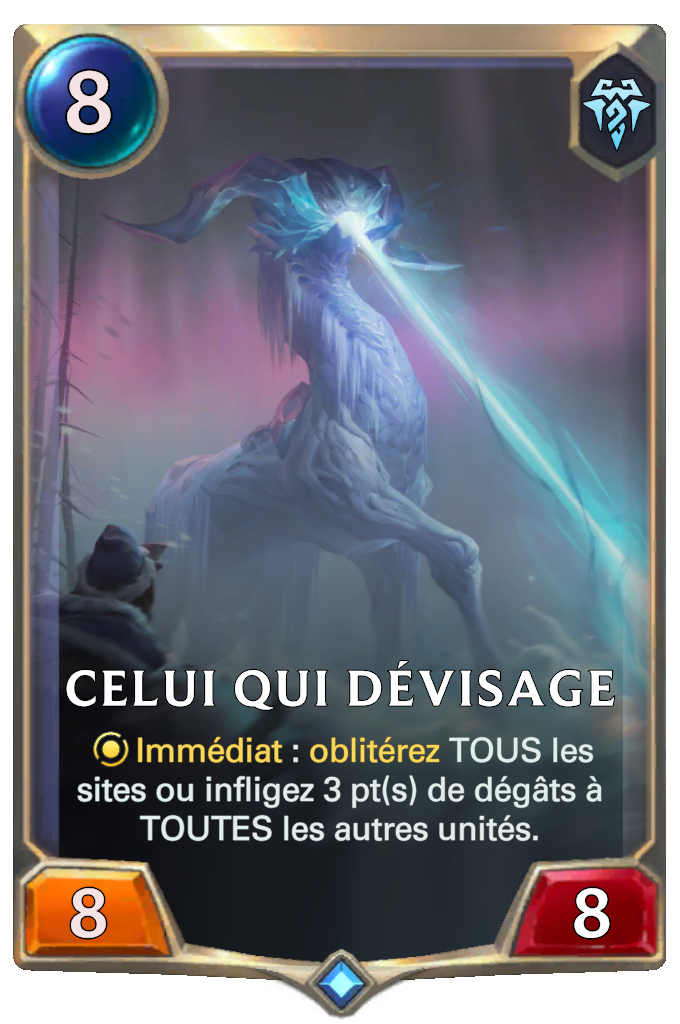 8
CELUI QUI DÉVISAGE
Immédiat : oblitérez TOUS les
sites ou infligez 3 pt(s) de dégâts à
TOUTES les autres unités.
8
8